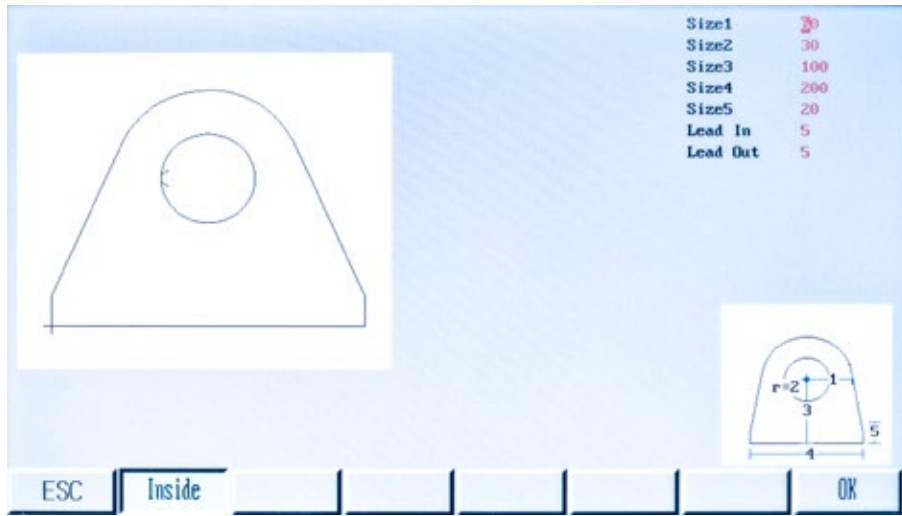 Size1
Size2 30
Size3 100
Size4 200
Size5 20
Lead In 5
Lead Out 5
r=2
1
3
5
4
ESC Inside OK